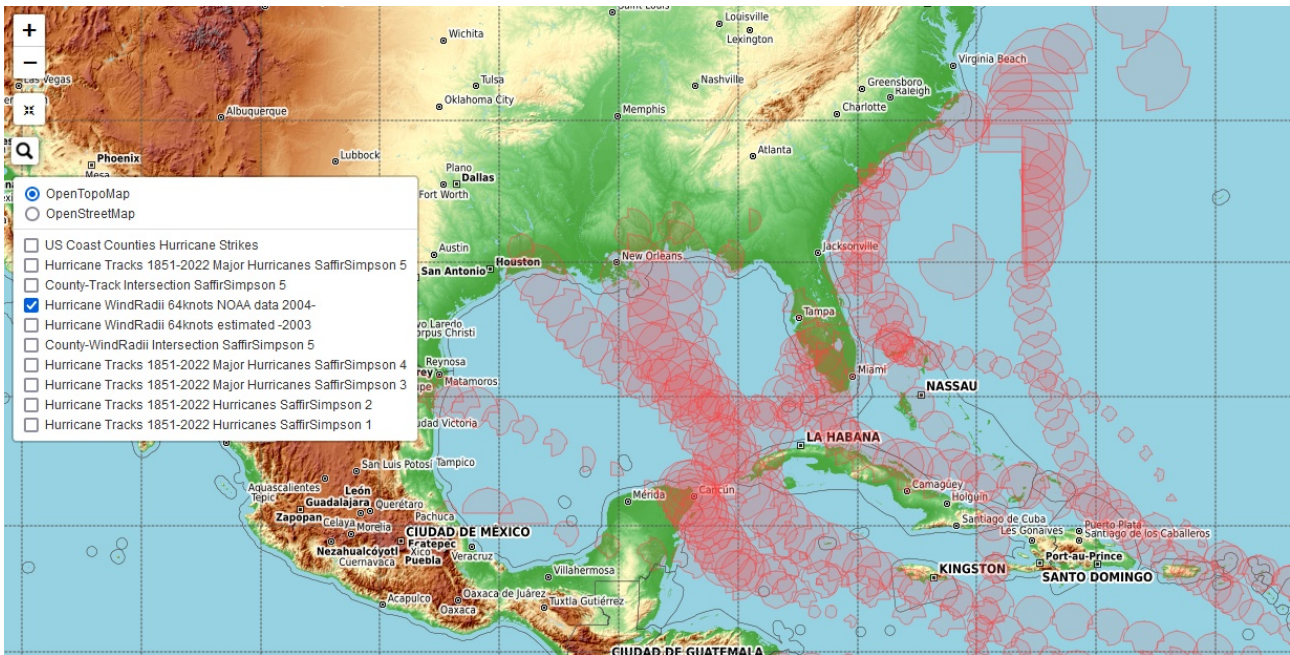 +
−
OpenTopoMap
OpenStreetMap
US Coast Counties Hurricane Strikes
Hurricane Tracks 1851-2022 Major Hurricanes SaffirSimpson 5
County-Track Intersection SaffirSimpson 5
Hurricane WindRadii 64knots NOAA data 2004-
Hurricane WindRadii 64knots estimated -2003
County-WindRadii Intersection SaffirSimpson 5
Hurricane Tracks 1851-2022 Major Hurricanes SaffirSimpson 4
Hurricane Tracks 1851-2022 Major Hurricanes SaffirSimpson 3
Hurricane Tracks 1851-2022 Hurricanes SaffirSimpson 2
Hurricane Tracks 1851-2022 Hurricanes SaffirSimpson 1
Louisville
Lexington
Wichita
Virginia Beach
Vegas
Tulsa
Nashville
Greensboro
Raleigh
Oklahoma City
Albuquerque
Memphis
Charlotte
Phoenix
Mesa
Lubbock
Atlanta
Plano
Dallas
Fort Worth
Austin
Jacksonville
New Orleans
Houston
San Antonio
Tampa
Reynosa
Matamoros
Miami
NASSAU
LA HABANA
San Luis Potosí
Tampico
Aguascalientes
Tepic
León
Guadalajara
Querétaro
Zapopan
Celaya
Morelia
Pachuca
CIUDAD DE MÉXICO
Ecatepec
Xico
Nezahualcóyotl
Puebla
Cuernavaca
Veracruz
Mérida
Cancún
Camagüey
Holguín
Santiago de Cuba
Les Gonaïves
Puerto Plata
Santiago de los Caballeros
Port-au-Prince
KINGSTON
SANTO DOMINGO
Villahermosa
Oaxaca de Juárez
Oaxaca
Tuxtla Gutiérrez
Acapulco
CIUDAD DE GUATEMALA